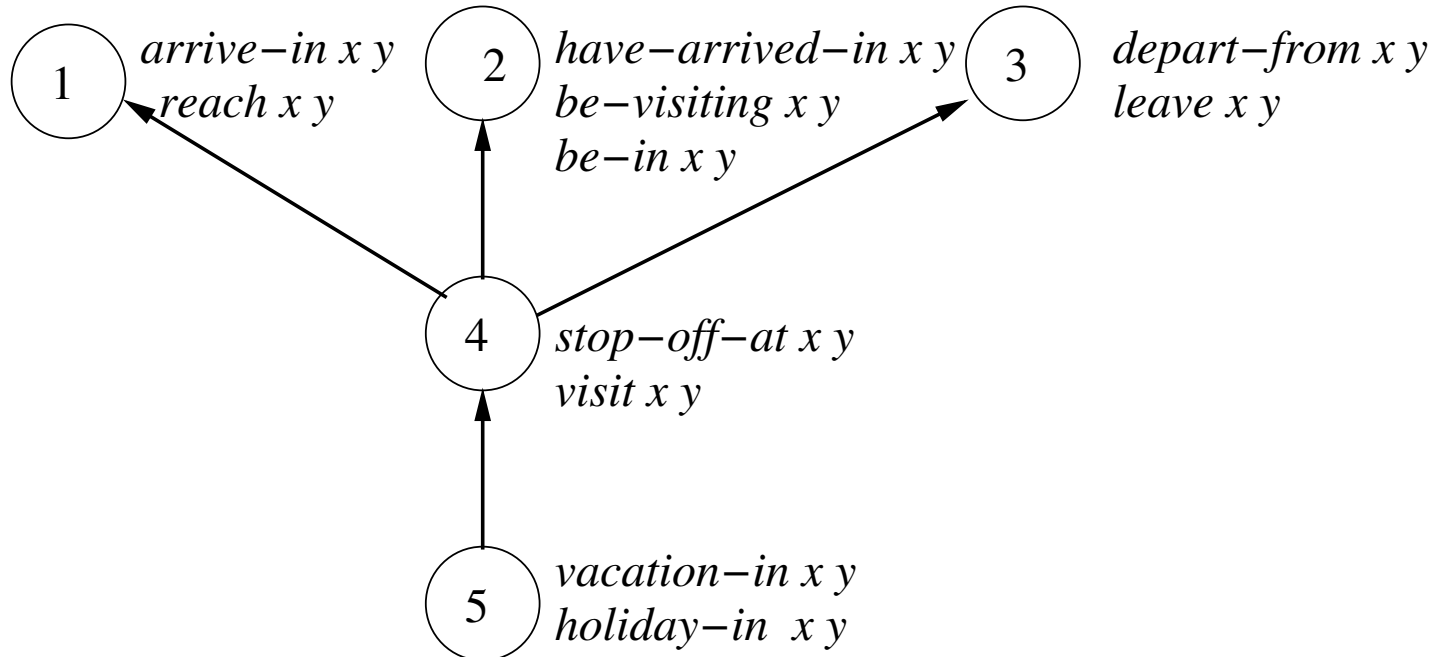 1
arrive−in x y
reach x y
2
have−arrived−in x y
be−visiting x y
be−in x y
3
depart−from x y
leave x y
4
stop−off−at x y
visit x y
5
vacation−in x y
holiday−in x y